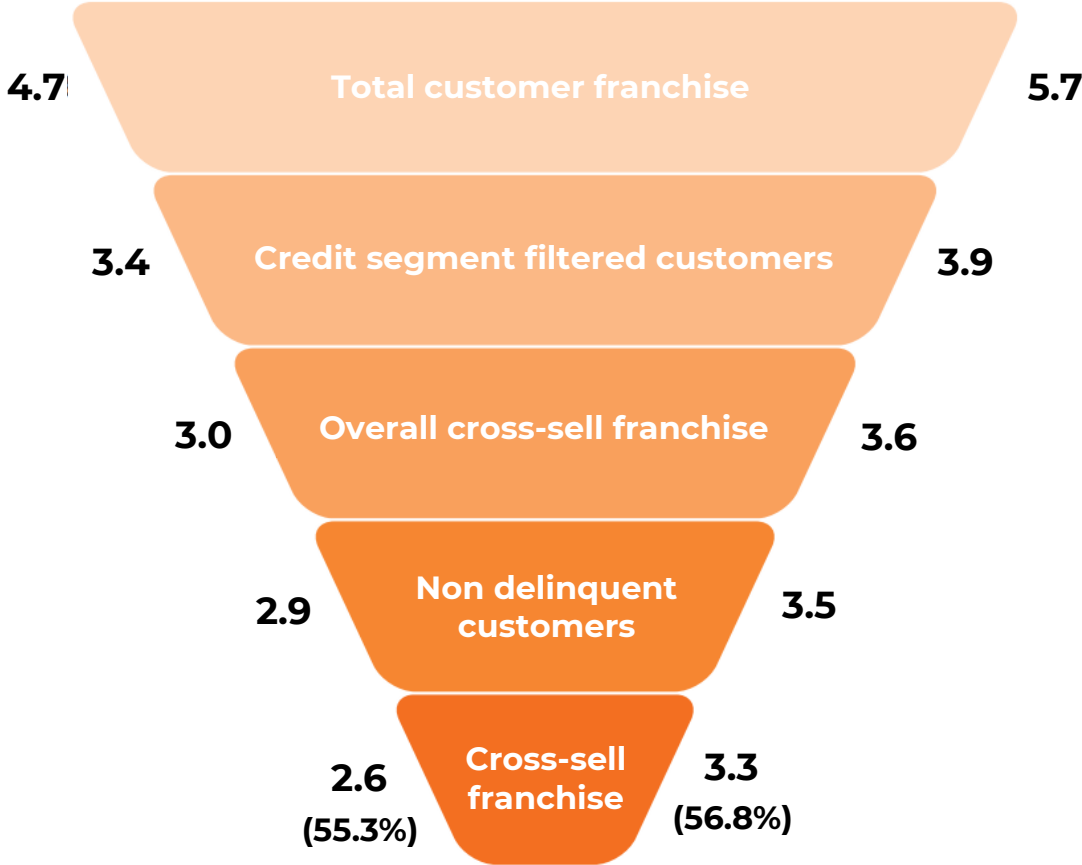 4.7 Total customer franchise 5.7
3.4 Credit segment filtered customers 3.9
3.0 Overall cross-sell franchise 3.6
2.9 Non delinquent customers 3.5
2.6 Cross-sell franchise 3.3
(55.3%) (56.8%)